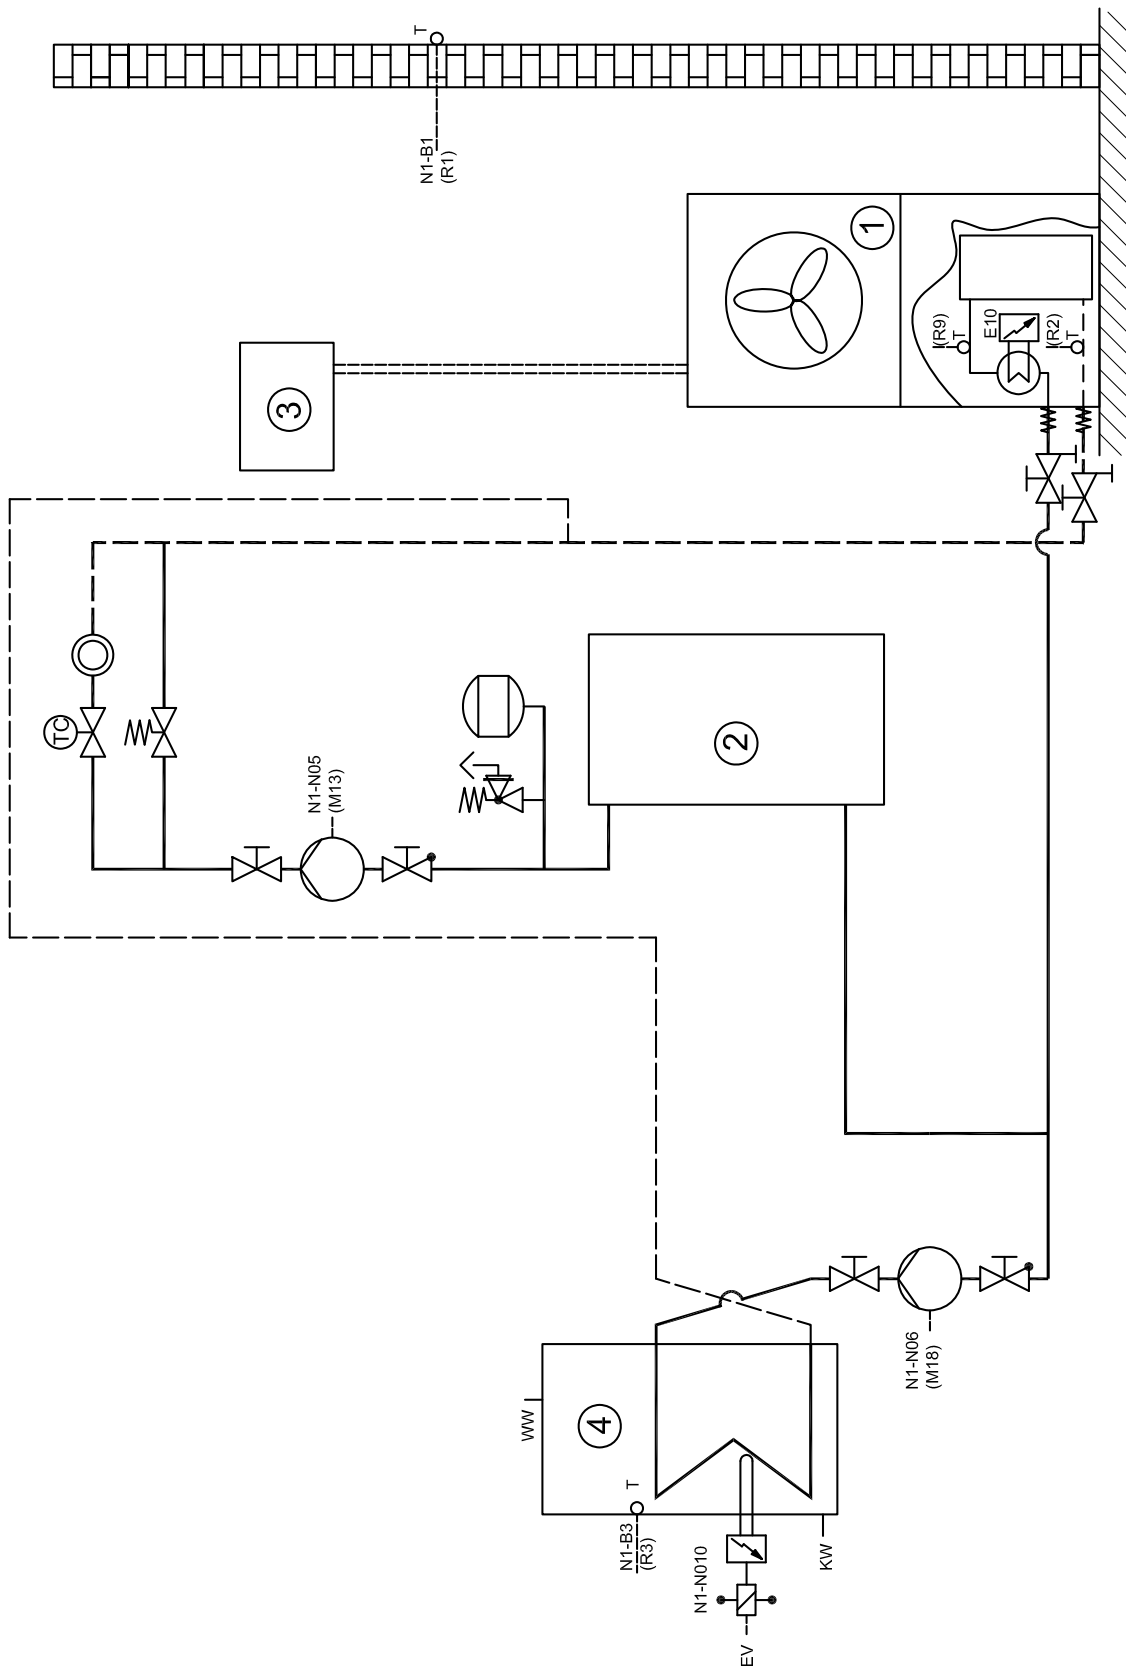 T
N1-B1
(R1)
1
3
(R9)
T
E10
(R2)
T
TC
N1-N05
(M13)
2
N1-N06
(M18)
WW
4
T
N1-B3
(R3)
N1-N010
KW
EV